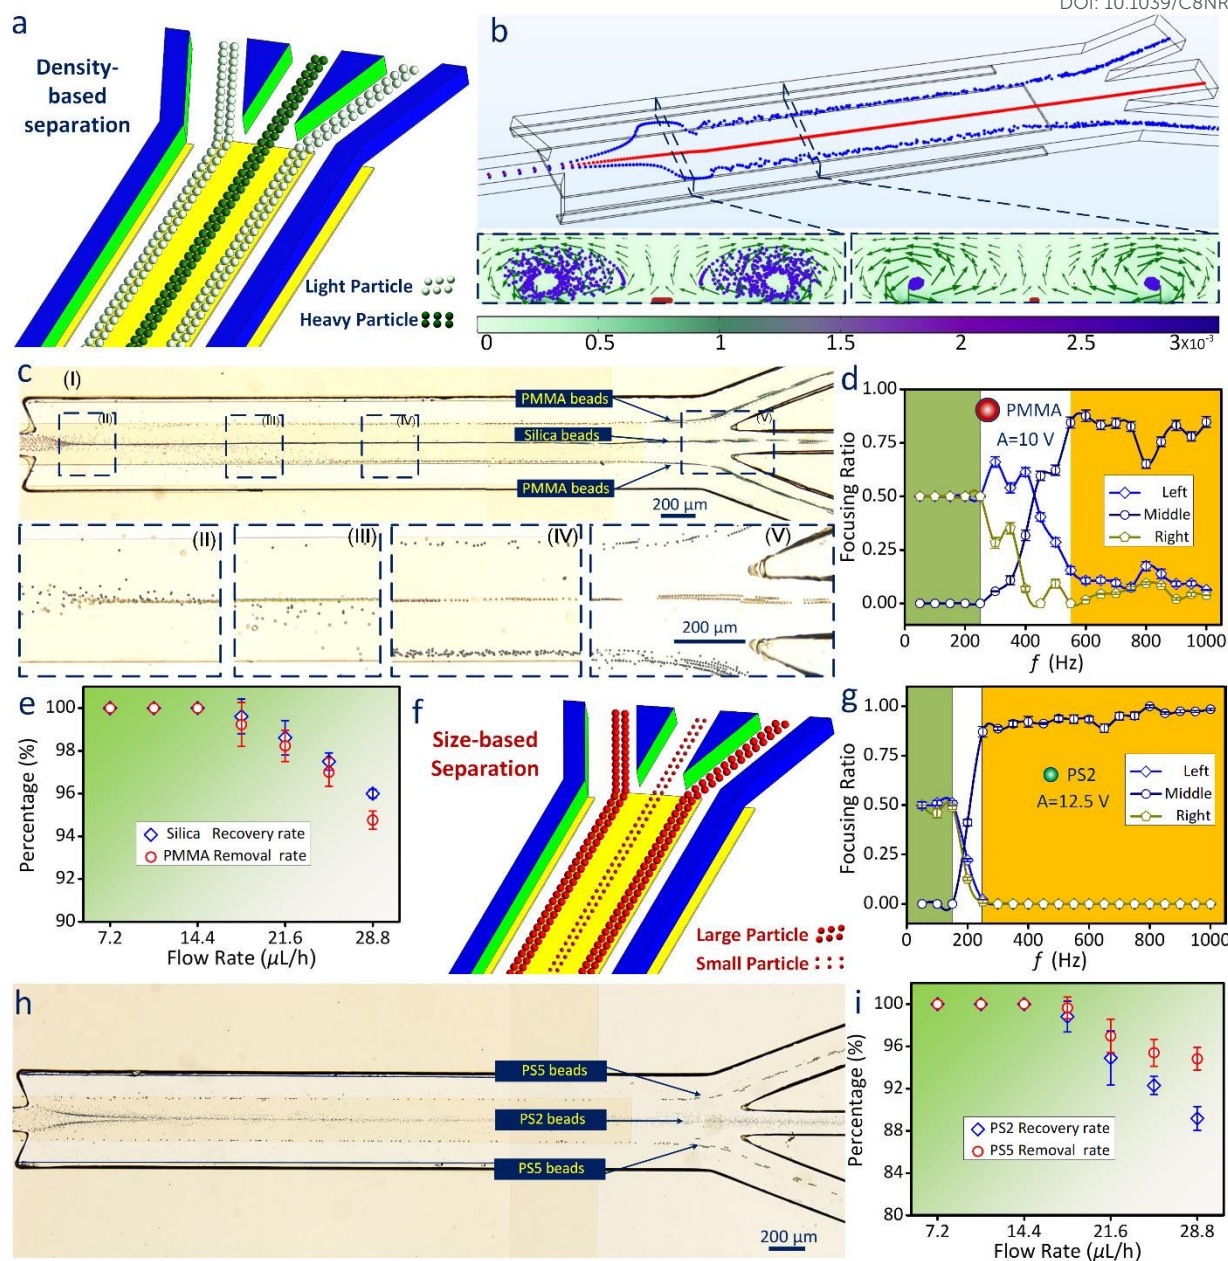 DOI: 10.1039/C8NR
a
Density-
based
separation
Light Particle
Heavy Particle
b
0
0.5
1
1.5
2
2.5
3×10⁻³
c
(I)
(II)
(III)
(IV)
(V)
PMMA beads
Silica beads
PMMA beads
200 μm
(II)
(III)
(IV)
(V)
200 μm
d
PMMA
A=10 V
Left
Middle
Right
Focusing Ratio
1.00
0.75
0.50
0.25
0.00
0
200
400
600
800
1000
f (Hz)
e
Percentage (%)
100
98
96
94
92
90
Silica Recovery rate
PMMA Removal rate
7.2
14.4
21.6
28.8
Flow Rate (μL/h)
f
Size-based
Separation
Large Particle
Small Particle
g
PS2
A=12.5 V
Left
Middle
Right
Focusing Ratio
1.00
0.75
0.50
0.25
0.00
0
200
400
600
800
1000
f (Hz)
h
PS5 beads
PS2 beads
PS5 beads
200 μm
i
Percentage (%)
100
96
92
88
84
80
PS2 Recovery rate
PS5 Removal rate
7.2
14.4
21.6
28.8
Flow Rate (μL/h)